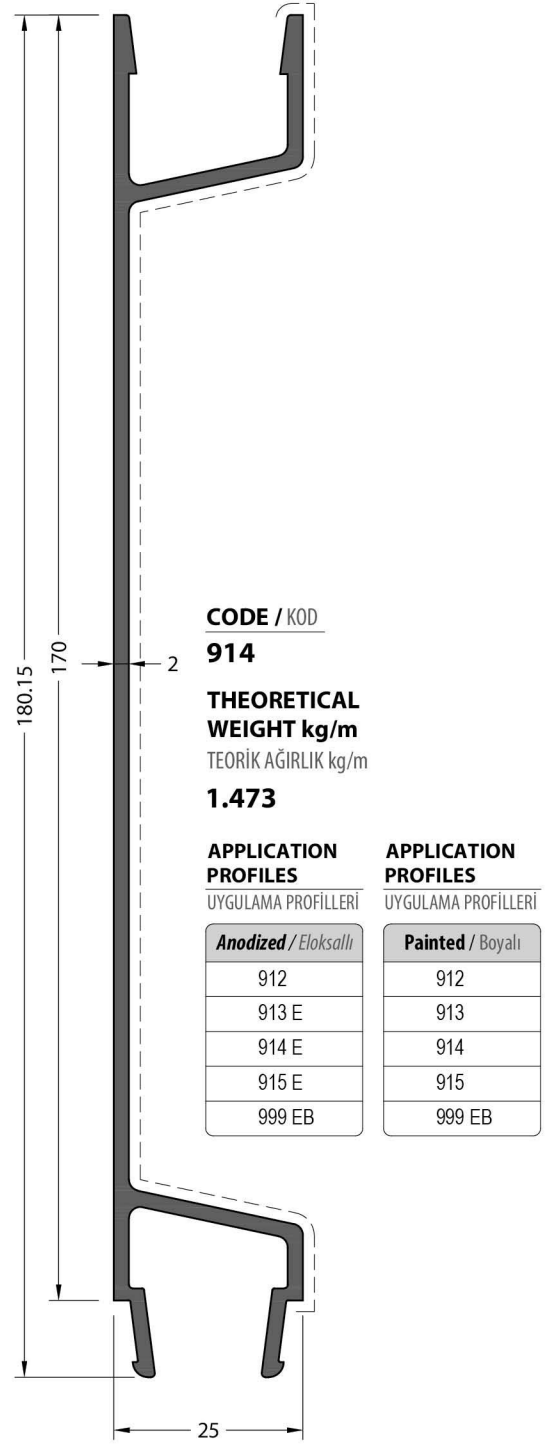 CODE / KOD
914
THEORETICAL
WEIGHT kg/m
TEORİK AĞIRLIK kg/m
1.473
180.15
170
2
APPLICATION
PROFILES
UYGULAMA PROFİLLERİ
Anodized / Eloksallı
912
913 E
914 E
915 E
999 EB
APPLICATION
PROFILES
UYGULAMA PROFİLLERİ
Painted / Boyalı
912
913
914
915
999 EB
25